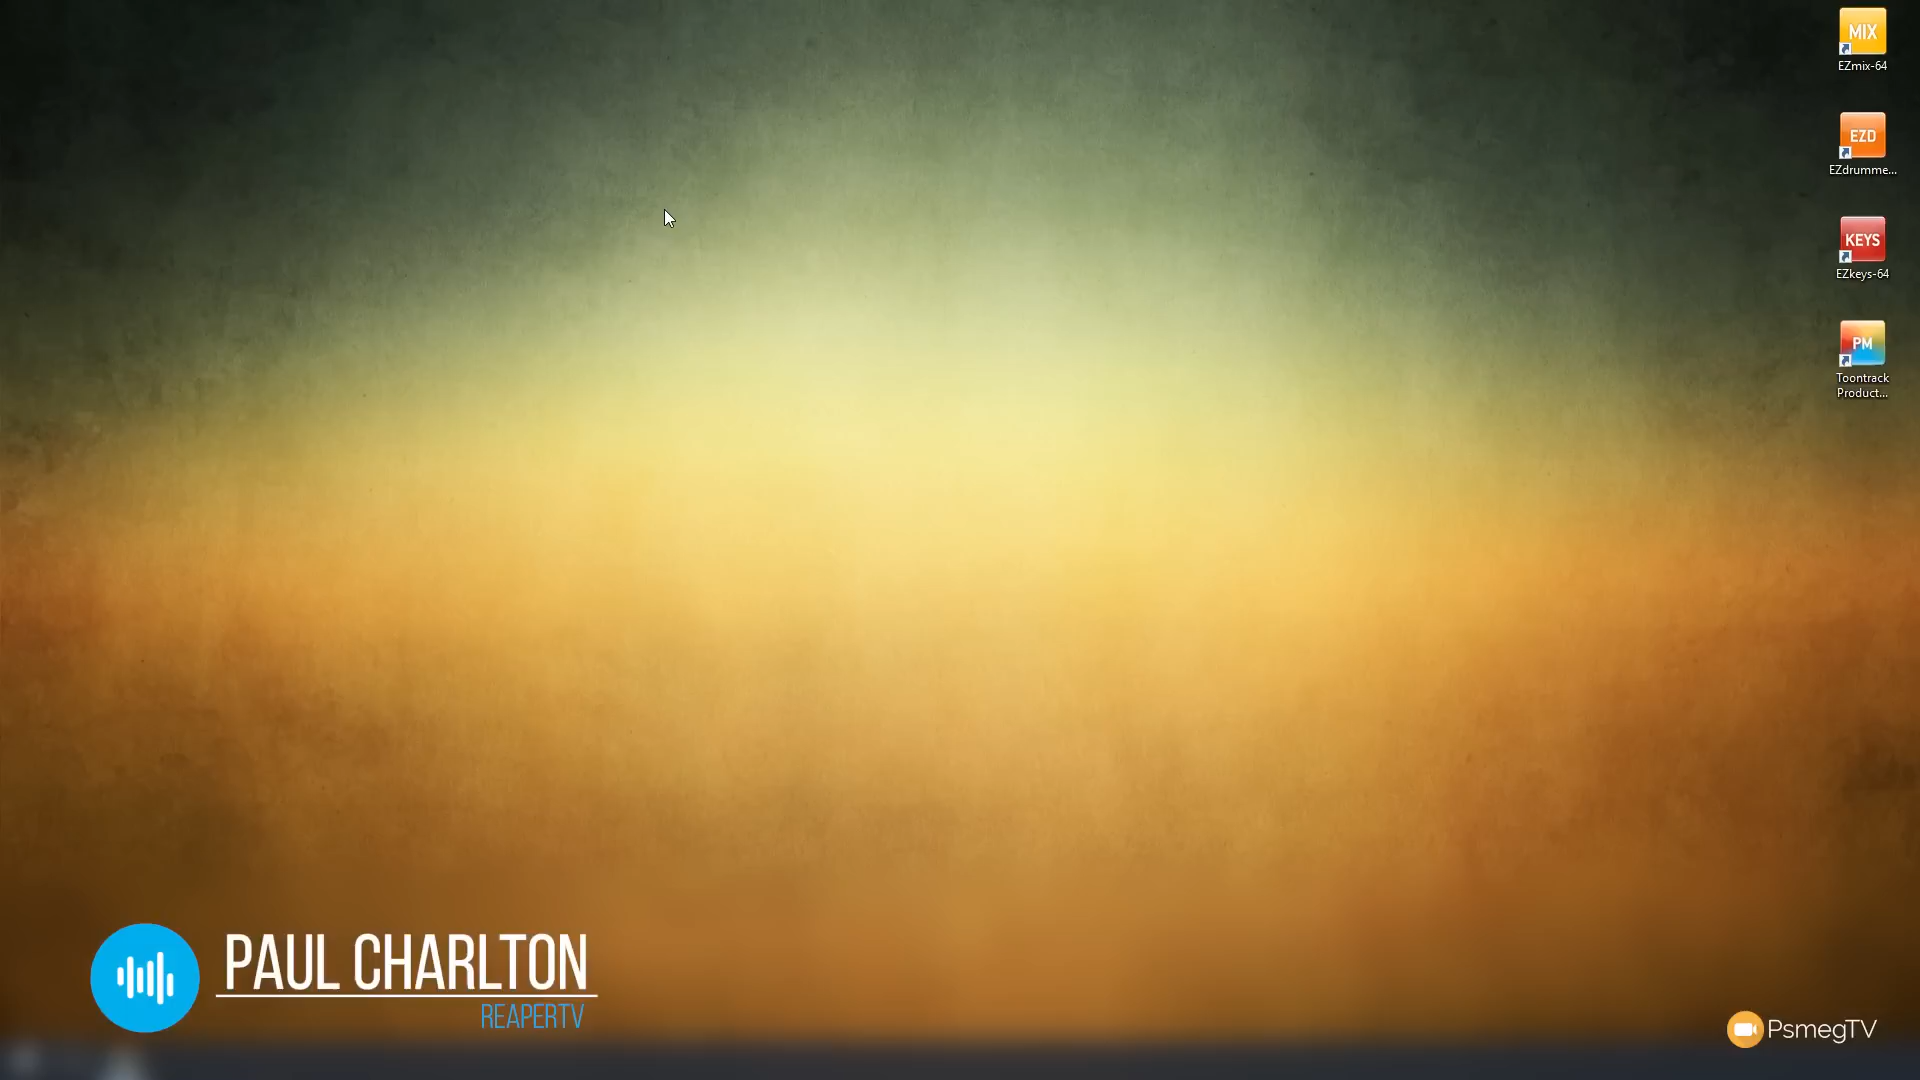 MIX
EZmix-64
EZD
EZdrumme...
KEYS
EZkeys-64
PM
Toontrack
Product...
PAUL CHARLTON
REAPERTV
PsmegTV